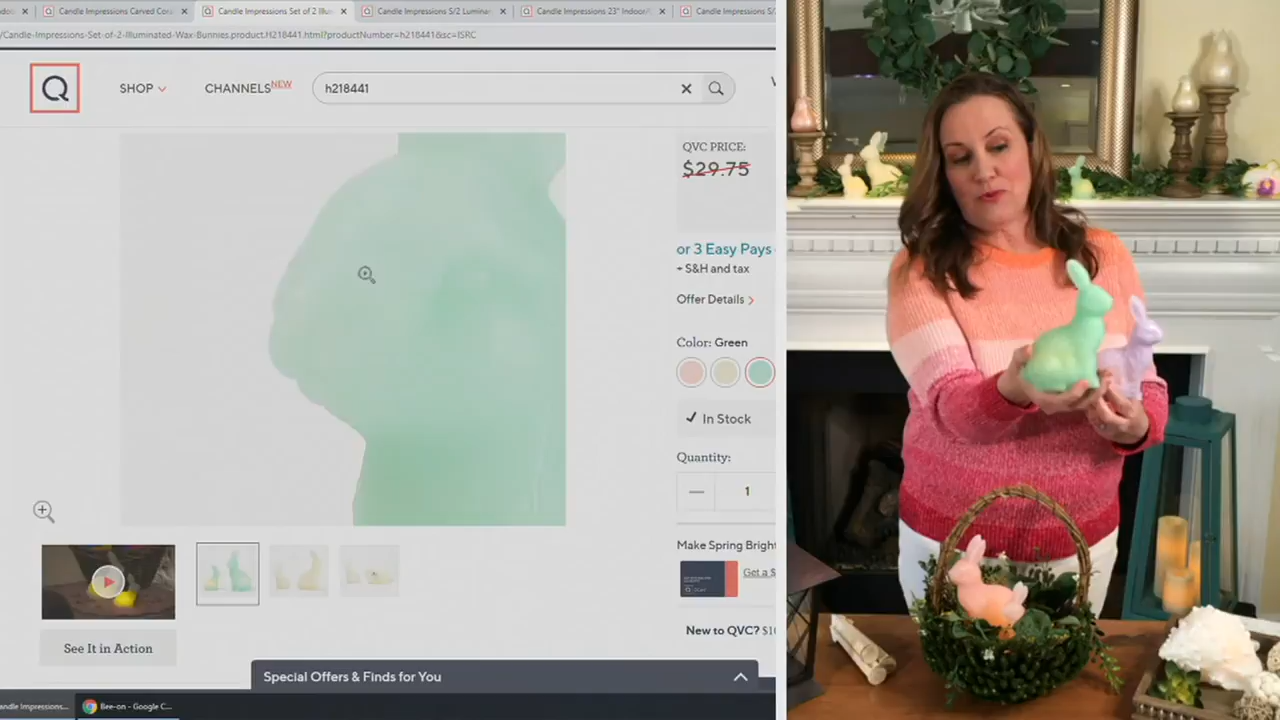 Candle Impressions Carved Co
Candle Impressions Set of 2 Illu
Candle Impressions S/2 Lumina
Candle Impressions 23" Indoor/
Candle Impressions S/
/Candle-Impressions-Set-of-2-Illuminated-Wax-Bunnies.product.H218441.html?productNumber=h218441&sc=ISRC
Q
SHOP
CHANNELS NEW
h218441
QVC PRICE:
$29.75
or 3 Easy Pays
+ S&H and tax
Offer Details
Color: Green
In Stock
Quantity:
1
Make Spring Bright
Get a $
See It in Action
New to QVC? $10
Special Offers & Finds for You
andle Impressions...
Bee-on - Google C...